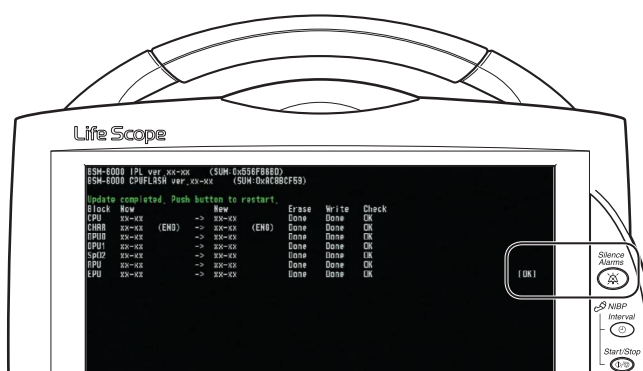 Life Scope
BSM-6000 IPL ver.xx-xx (SUM:0x556F866D)
BSM-6000 CPUFLASH ver.xx-xx (SUM:0xAC8BCF59)
Update completed. Push button to restart.
Block Now New Erase Write Check
CPU xx-xx -> xx-xx Done Done OK
CHAR xx-xx (ENG) -> xx-xx (ENG) Done Done OK
DPU0 xx-xx -> xx-xx Done Done OK
DPU1 xx-xx -> xx-xx Done Done OK
SpO2 xx-xx -> xx-xx Done Done OK
RPU xx-xx -> xx-xx Done Done OK
EPU xx-xx -> xx-xx Done Done OK
[OK]
Silence
Alarms
NIBP
Interval
Start/Stop